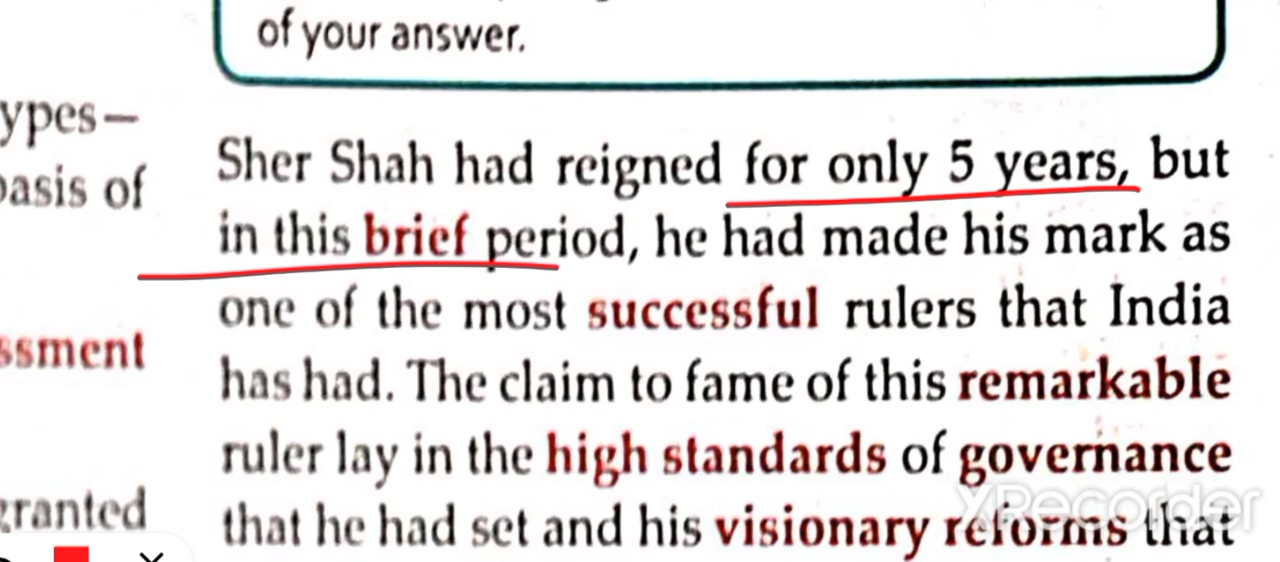 of your answer.
ypes—
basis of
ssment
granted
Sher Shah had reigned for only 5 years, but
in this brief period, he had made his mark as
one of the most successful rulers that India
has had. The claim to fame of this remarkable
ruler lay in the high standards of governance
that he had set and his visionary reforms that
XRecorder